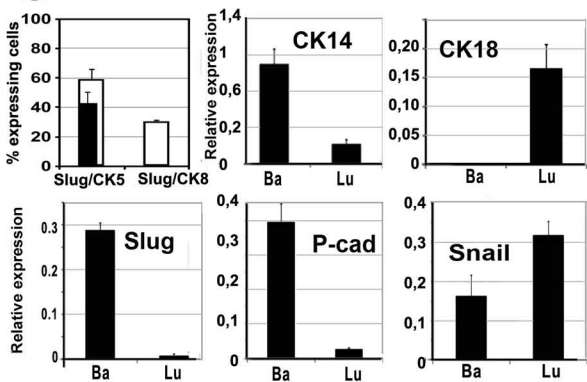 100
80
60
40
20
0
% expressing cells
Slug/CK5 Slug/CK8
Relative expression
1,4
1
0,6
0,2
0
CK14
Ba Lu
0,20
0,15
0,10
0,05
0
CK18
Ba Lu
Relative expression
0.3
0.2
0.1
0
Slug
Ba Lu
0,4
0,3
0,2
0,1
0
P-cad
Ba Lu
0,4
0,3
0,2
0,1
0
Snail
Ba Lu